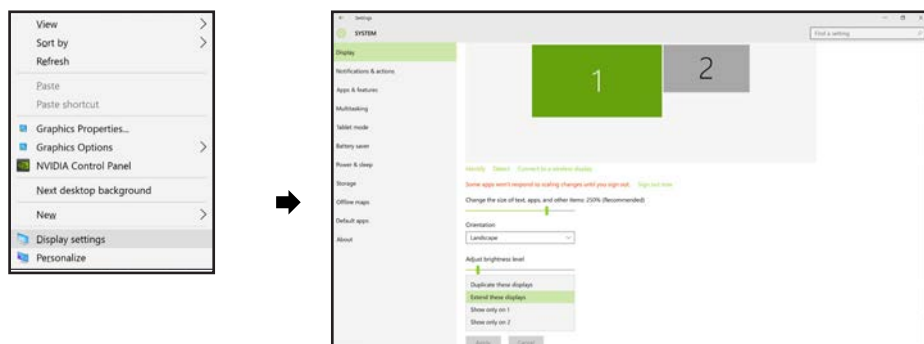 View
Sort by
Refresh
Paste
Paste shortcut
Graphics Properties...
Graphics Options
NVIDIA Control Panel
Next desktop background
New
Display settings
Personalize
Settings
SYSTEM
Find a setting
Display
Notifications & actions
Apps & features
Multitasking
Tablet mode
Battery saver
Power & sleep
Storage
Offline maps
Default apps
About
1
2
Identify Detect Connect to a wireless display
Some apps won't respond to scaling changes until you sign out. Sign out now
Change the size of text, apps, and other items: 250% (Recommended)
Orientation
Landscape
Adjust brightness level
Duplicate these displays
Extend these displays
Show only on 1
Show only on 2
Apply Cancel